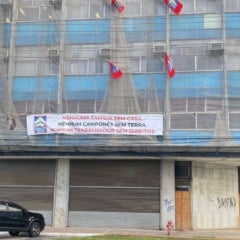 NENHUMA FAMÍLIA SEM CASA,
NENHUM CAMPONÊS SEM TERRA,
NENHUM TRABALHADOR SEM DIREITOS